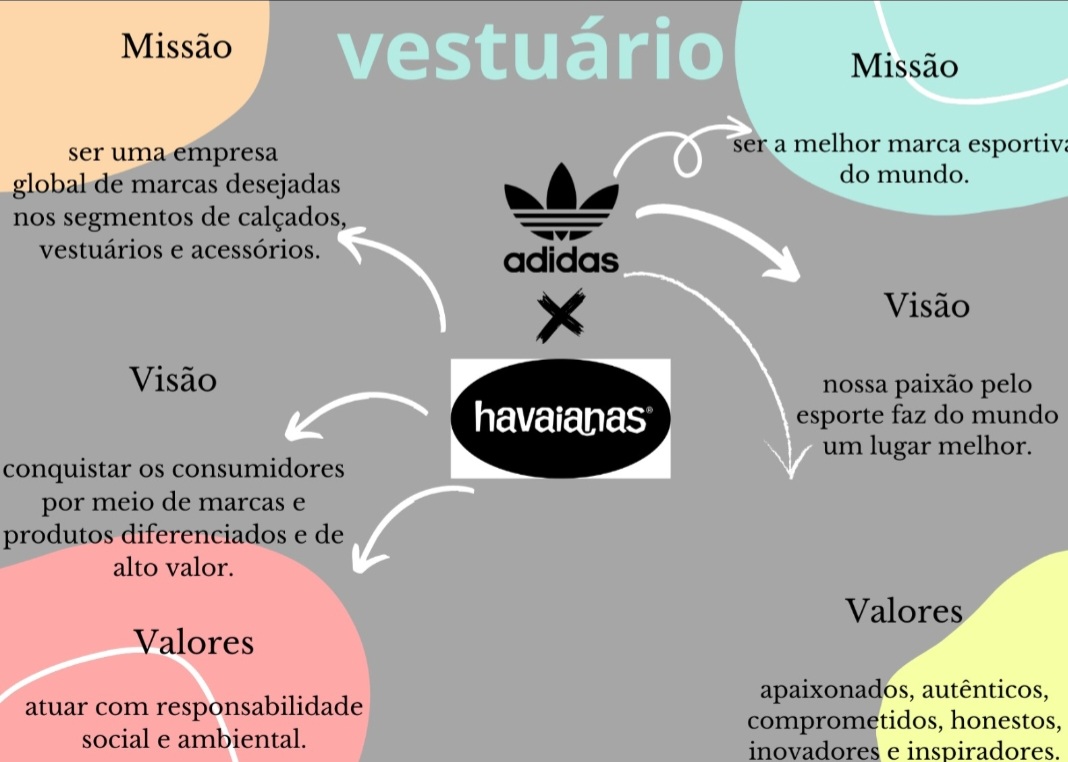 vestuário
Missão
ser uma empresa
global de marcas desejadas
nos segmentos de calçados,
vestuários e acessórios.
Visão
conquistar os consumidores
por meio de marcas e
produtos diferenciados e de
alto valor.
Valores
atuar com responsabilidade
social e ambiental.
adidas
havaianas®
Missão
ser a melhor marca esportiva
do mundo.
Visão
nossa paixão pelo
esporte faz do mundo
um lugar melhor.
Valores
apaixonados, autênticos,
comprometidos, honestos,
inovadores e inspiradores.